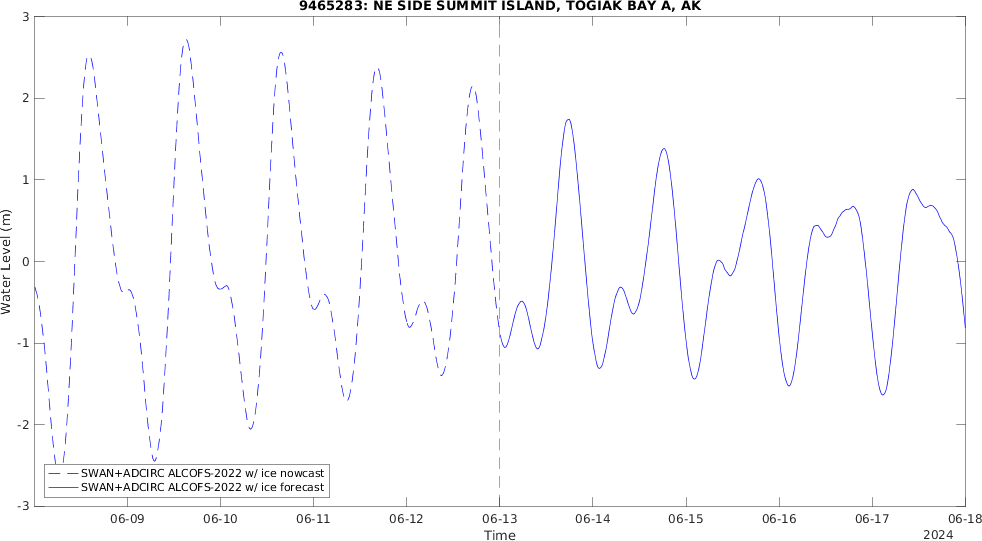 9465283: NE SIDE SUMMIT ISLAND, TOGIAK BAY A, AK
Water Level (m)
3
2
1
0
-1
-2
-3
SWAN+ADCIRC ALCOFS-2022 w/ ice nowcast
SWAN+ADCIRC ALCOFS-2022 w/ ice forecast
06-09 06-10 06-11 06-12 06-13 06-14 06-15 06-16 06-17 06-18
Time
2024